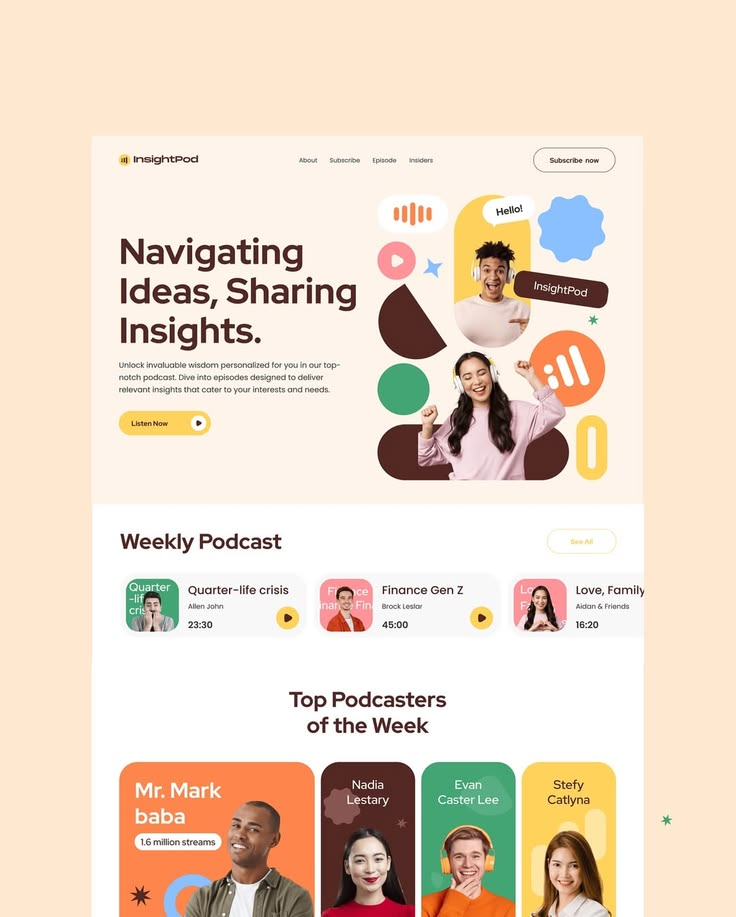 InsightPod
About Subscribe Episode Insiders
Subscribe now
Hello!
InsightPod
Navigating
Ideas, Sharing
Insights.
Unlock invaluable wisdom personalized for you in our top-
notch podcast. Dive into episodes designed to deliver
relevant insights that cater to your interests and needs.
Listen Now
Weekly Podcast
See All
Quarter
-life
crisis
Quarter-life crisis
Allen John
23:30
Finance Gen Z
Brock Leslar
45:00
Love, Family
Aidan & Friends
16:20
Top Podcasters
of the Week
Mr. Mark
baba
1.6 million streams
Nadia
Lestary
Evan
Caster Lee
Stefy
Catlyna